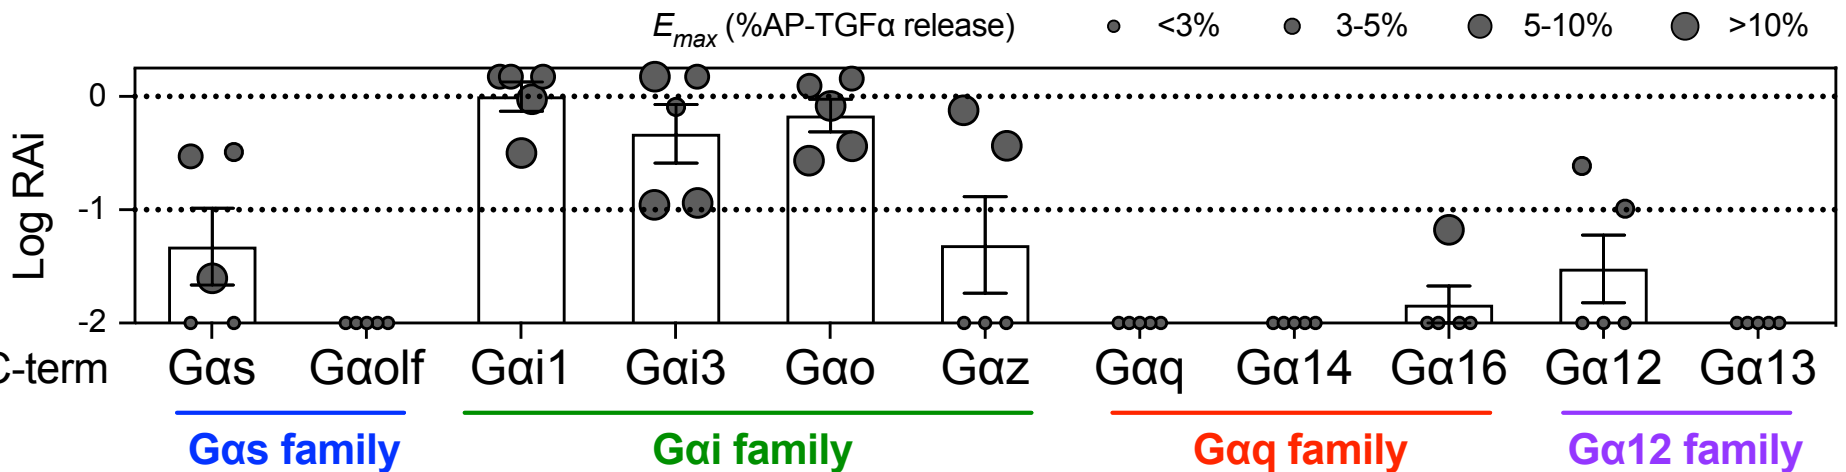 Emax (%AP-TGFα release) <3% 3-5% 5-10% >10%
Log RAi
0
-1
-2
C-term Gαs Gαolf Gαi1 Gαi3 Gαo Gαz Gαq Gα14 Gα16 Gα12 Gα13
Gαs family Gαi family Gαq family Gα12 family